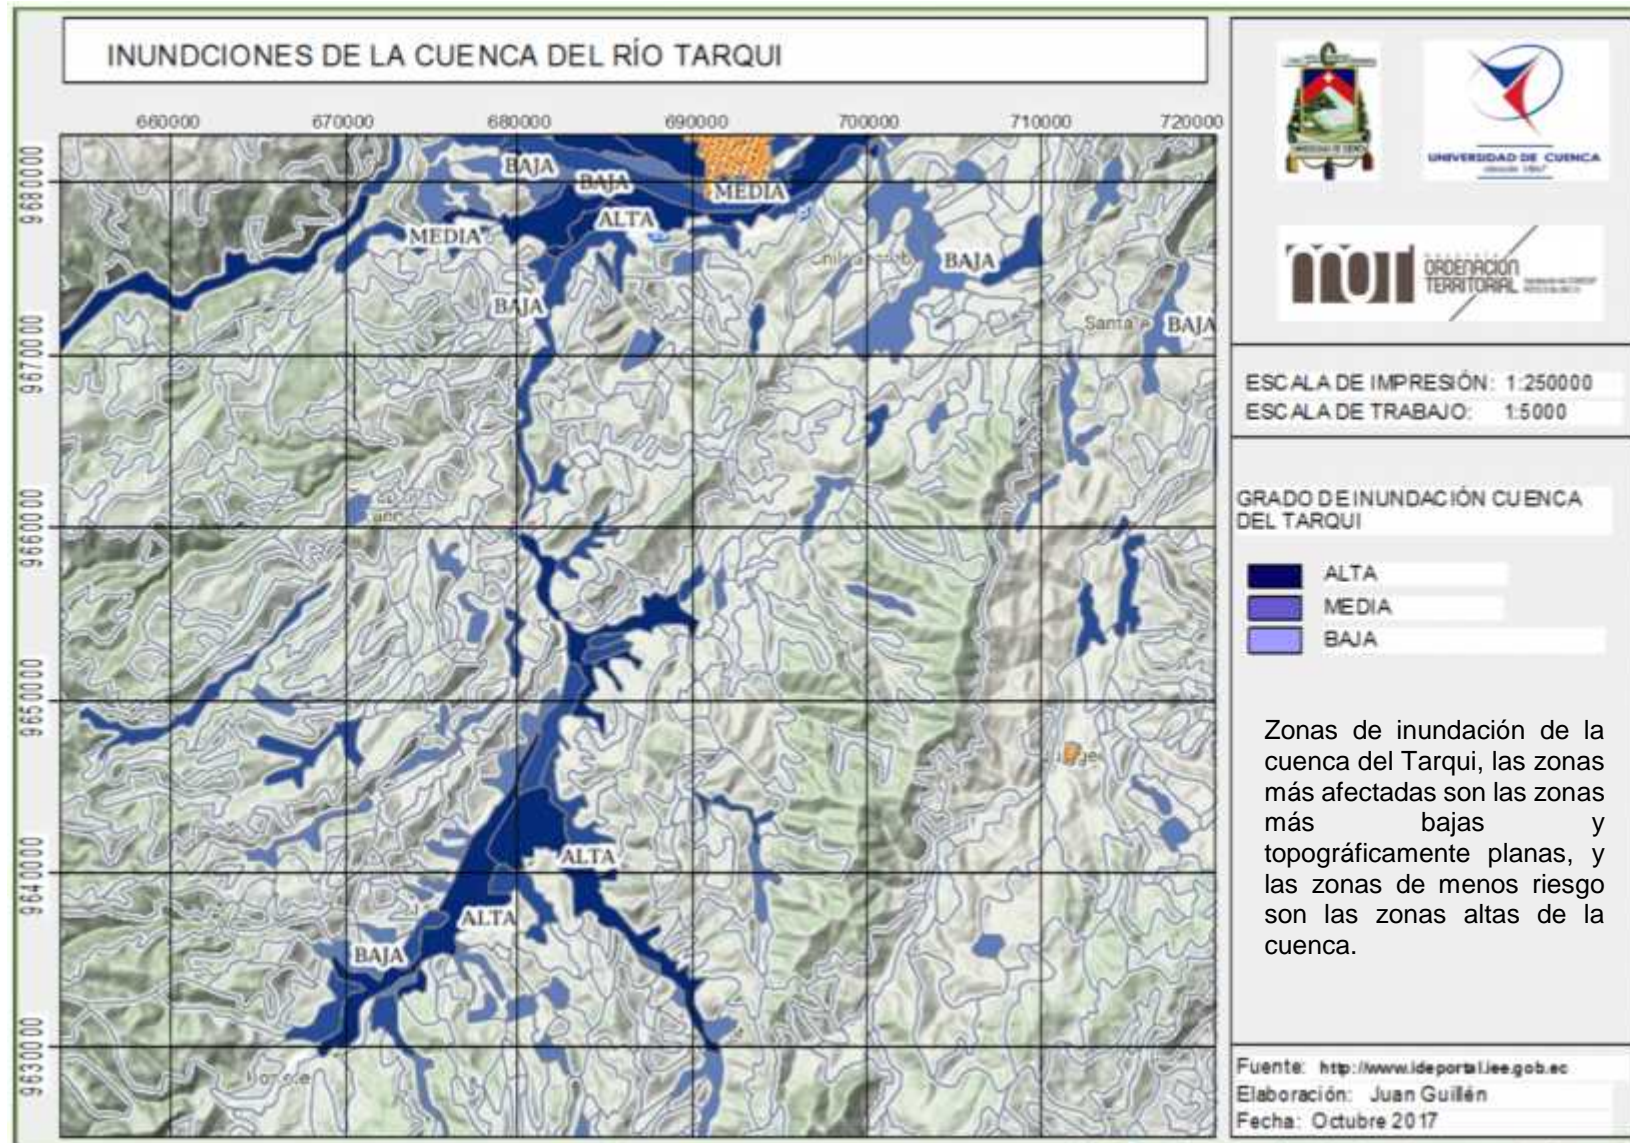 INUNDCIONES DE LA CUENCA DEL RÍO TARQUI
660000 670000 680000 690000 700000 710000 720000
9680000
9670000
9660000
9650000
9640000
9630000
BAJA
BAJA
MEDIA
ALTA
MEDIA
BAJA
BAJA
Santa
BAJA
ALTA
ALTA
BAJA
UNIVERSIDAD DE CUENCA
UNIVERSIDAD DE CUENCA
ORDENACIÓN
TERRITORIAL
ESCALA DE IMPRESIÓN: 1:250000
ESCALA DE TRABAJO: 1:5000
GRADO DE INUNDACIÓN CUENCA
DEL TARQUI
ALTA
MEDIA
BAJA
Zonas de inundación de la
cuenca del Tarqui, las zonas
más afectadas son las zonas
más bajas y
topográficamente planas, y
las zonas de menos riesgo
son las zonas altas de la
cuenca.
Fuente: http://www.ideportal.iee.gob.ec
Elaboración: Juan Guillén
Fecha: Octubre 2017